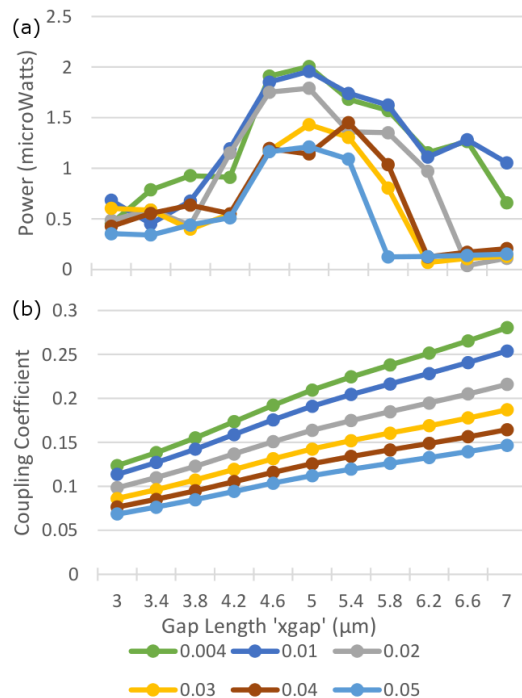 (a)
Power (microWatts)
2.5
2
1.5
1
0.5
0
(b)
Coupling Coefficient
0.3
0.25
0.2
0.15
0.1
0.05
0
3 3.4 3.8 4.2 4.6 5 5.4 5.8 6.2 6.6 7
Gap Length 'xgap' (µm)
0.004 0.01 0.02
0.03 0.04 0.05